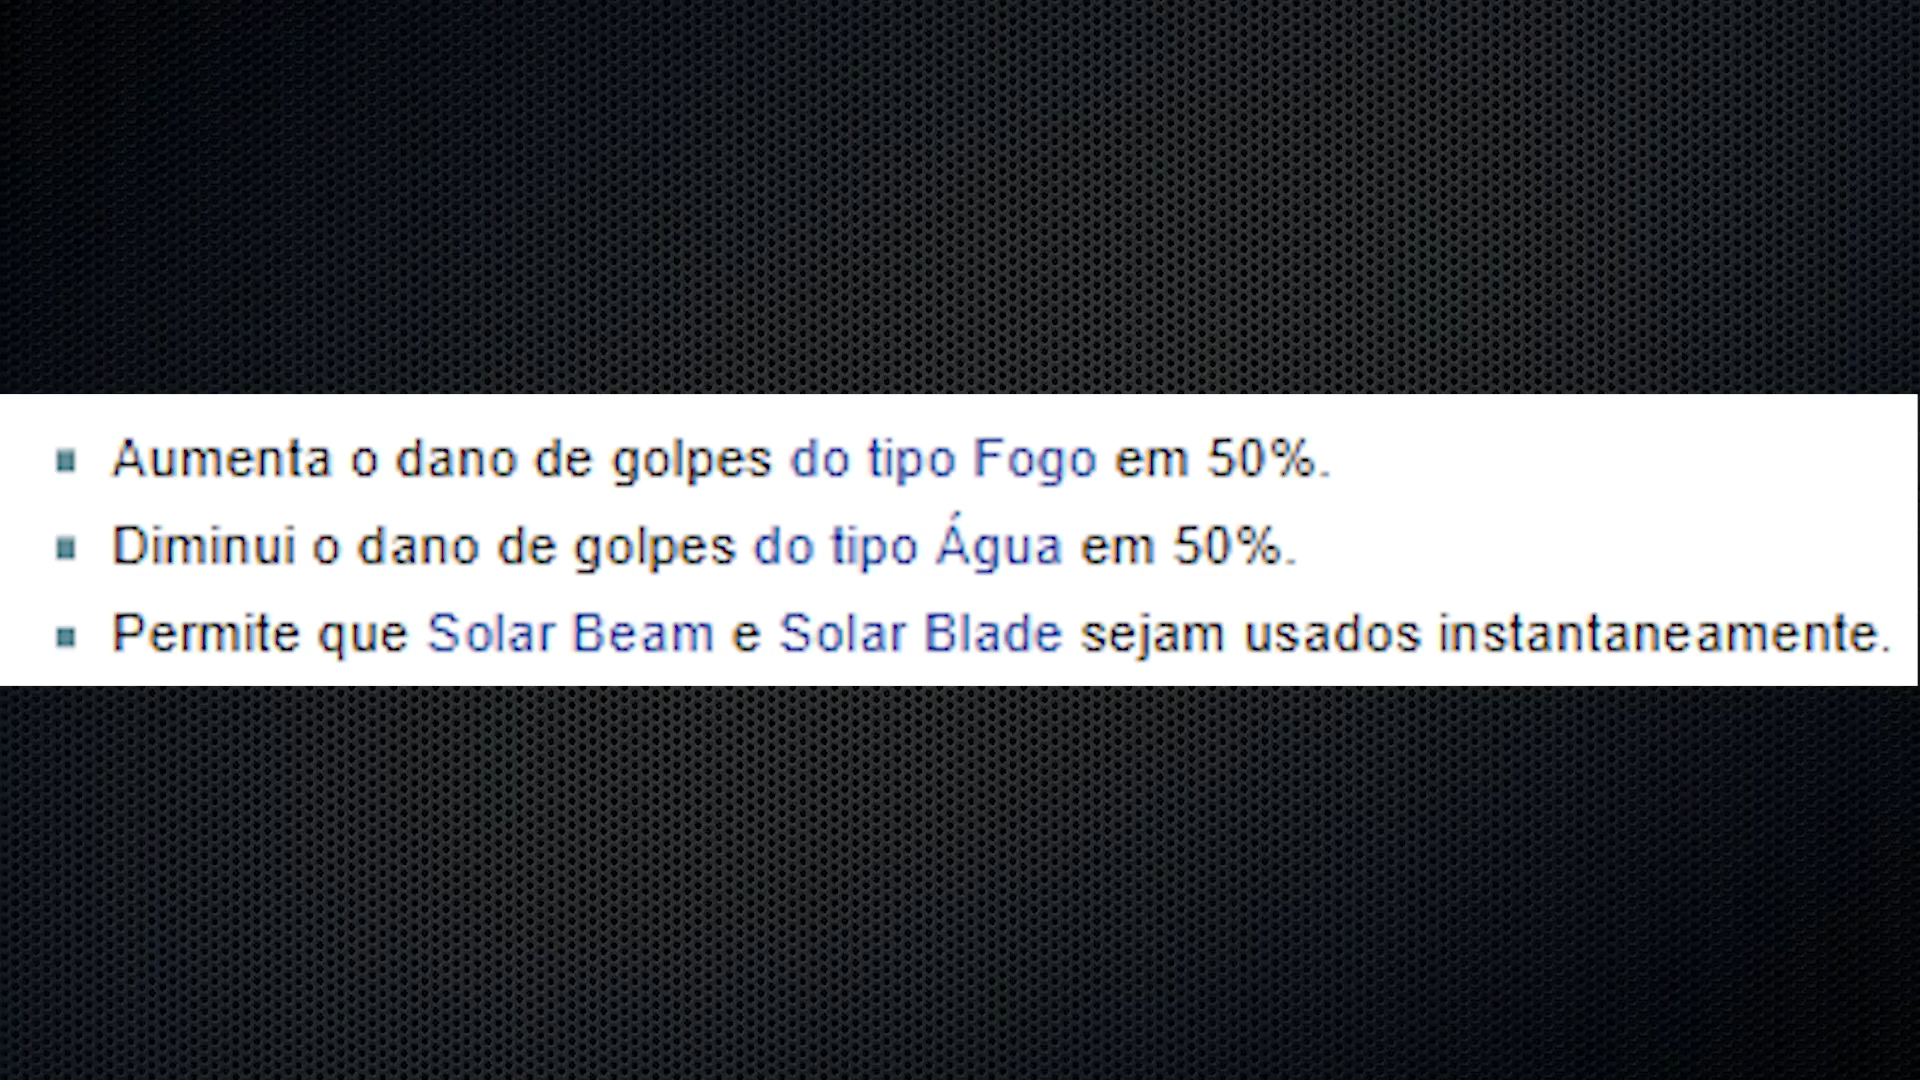 Aumenta o dano de golpes do tipo Fogo em 50%.
Diminui o dano de golpes do tipo Água em 50%.
Permite que Solar Beam e Solar Blade sejam usados instantaneamente.